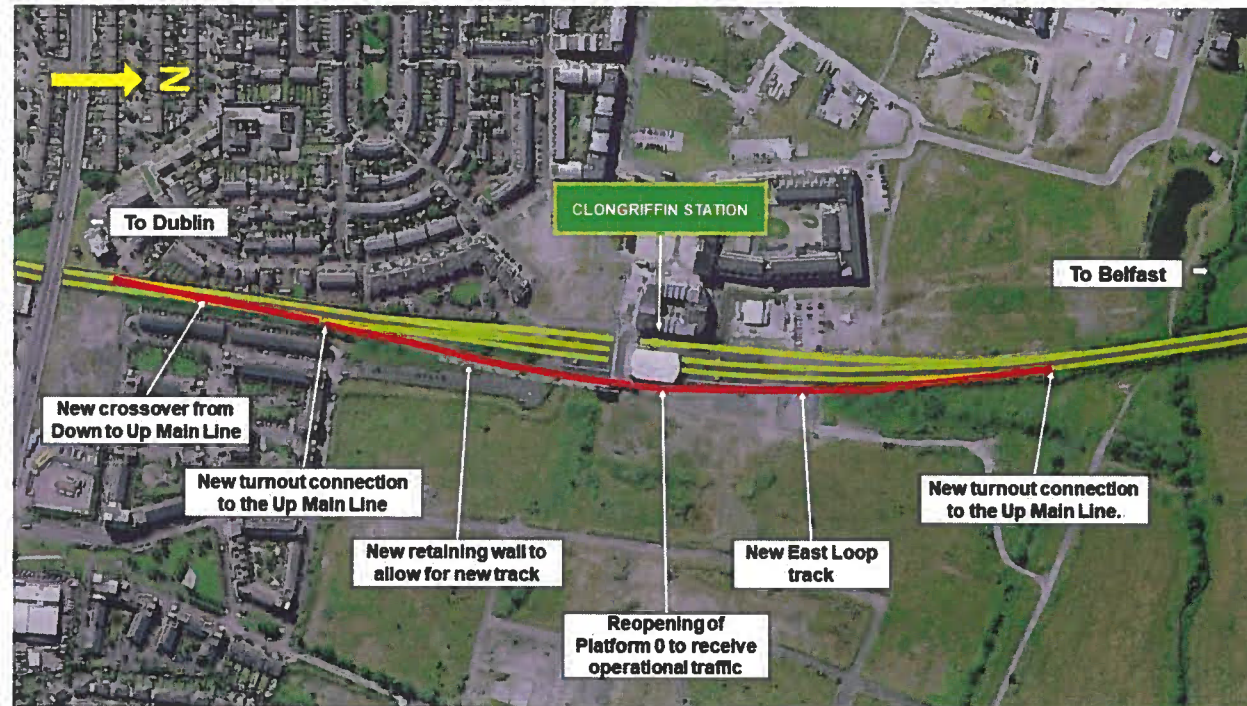 N
To Dublin
CLONGRIFFIN STATION
To Belfast
New crossover from
Down to Up Main Line
New turnout connection
to the Up Main Line
New retaining wall to
allow for new track
Reopening of
Platform 0 to receive
operational traffic
New East Loop
track
New turnout connection
to the Up Main Line.